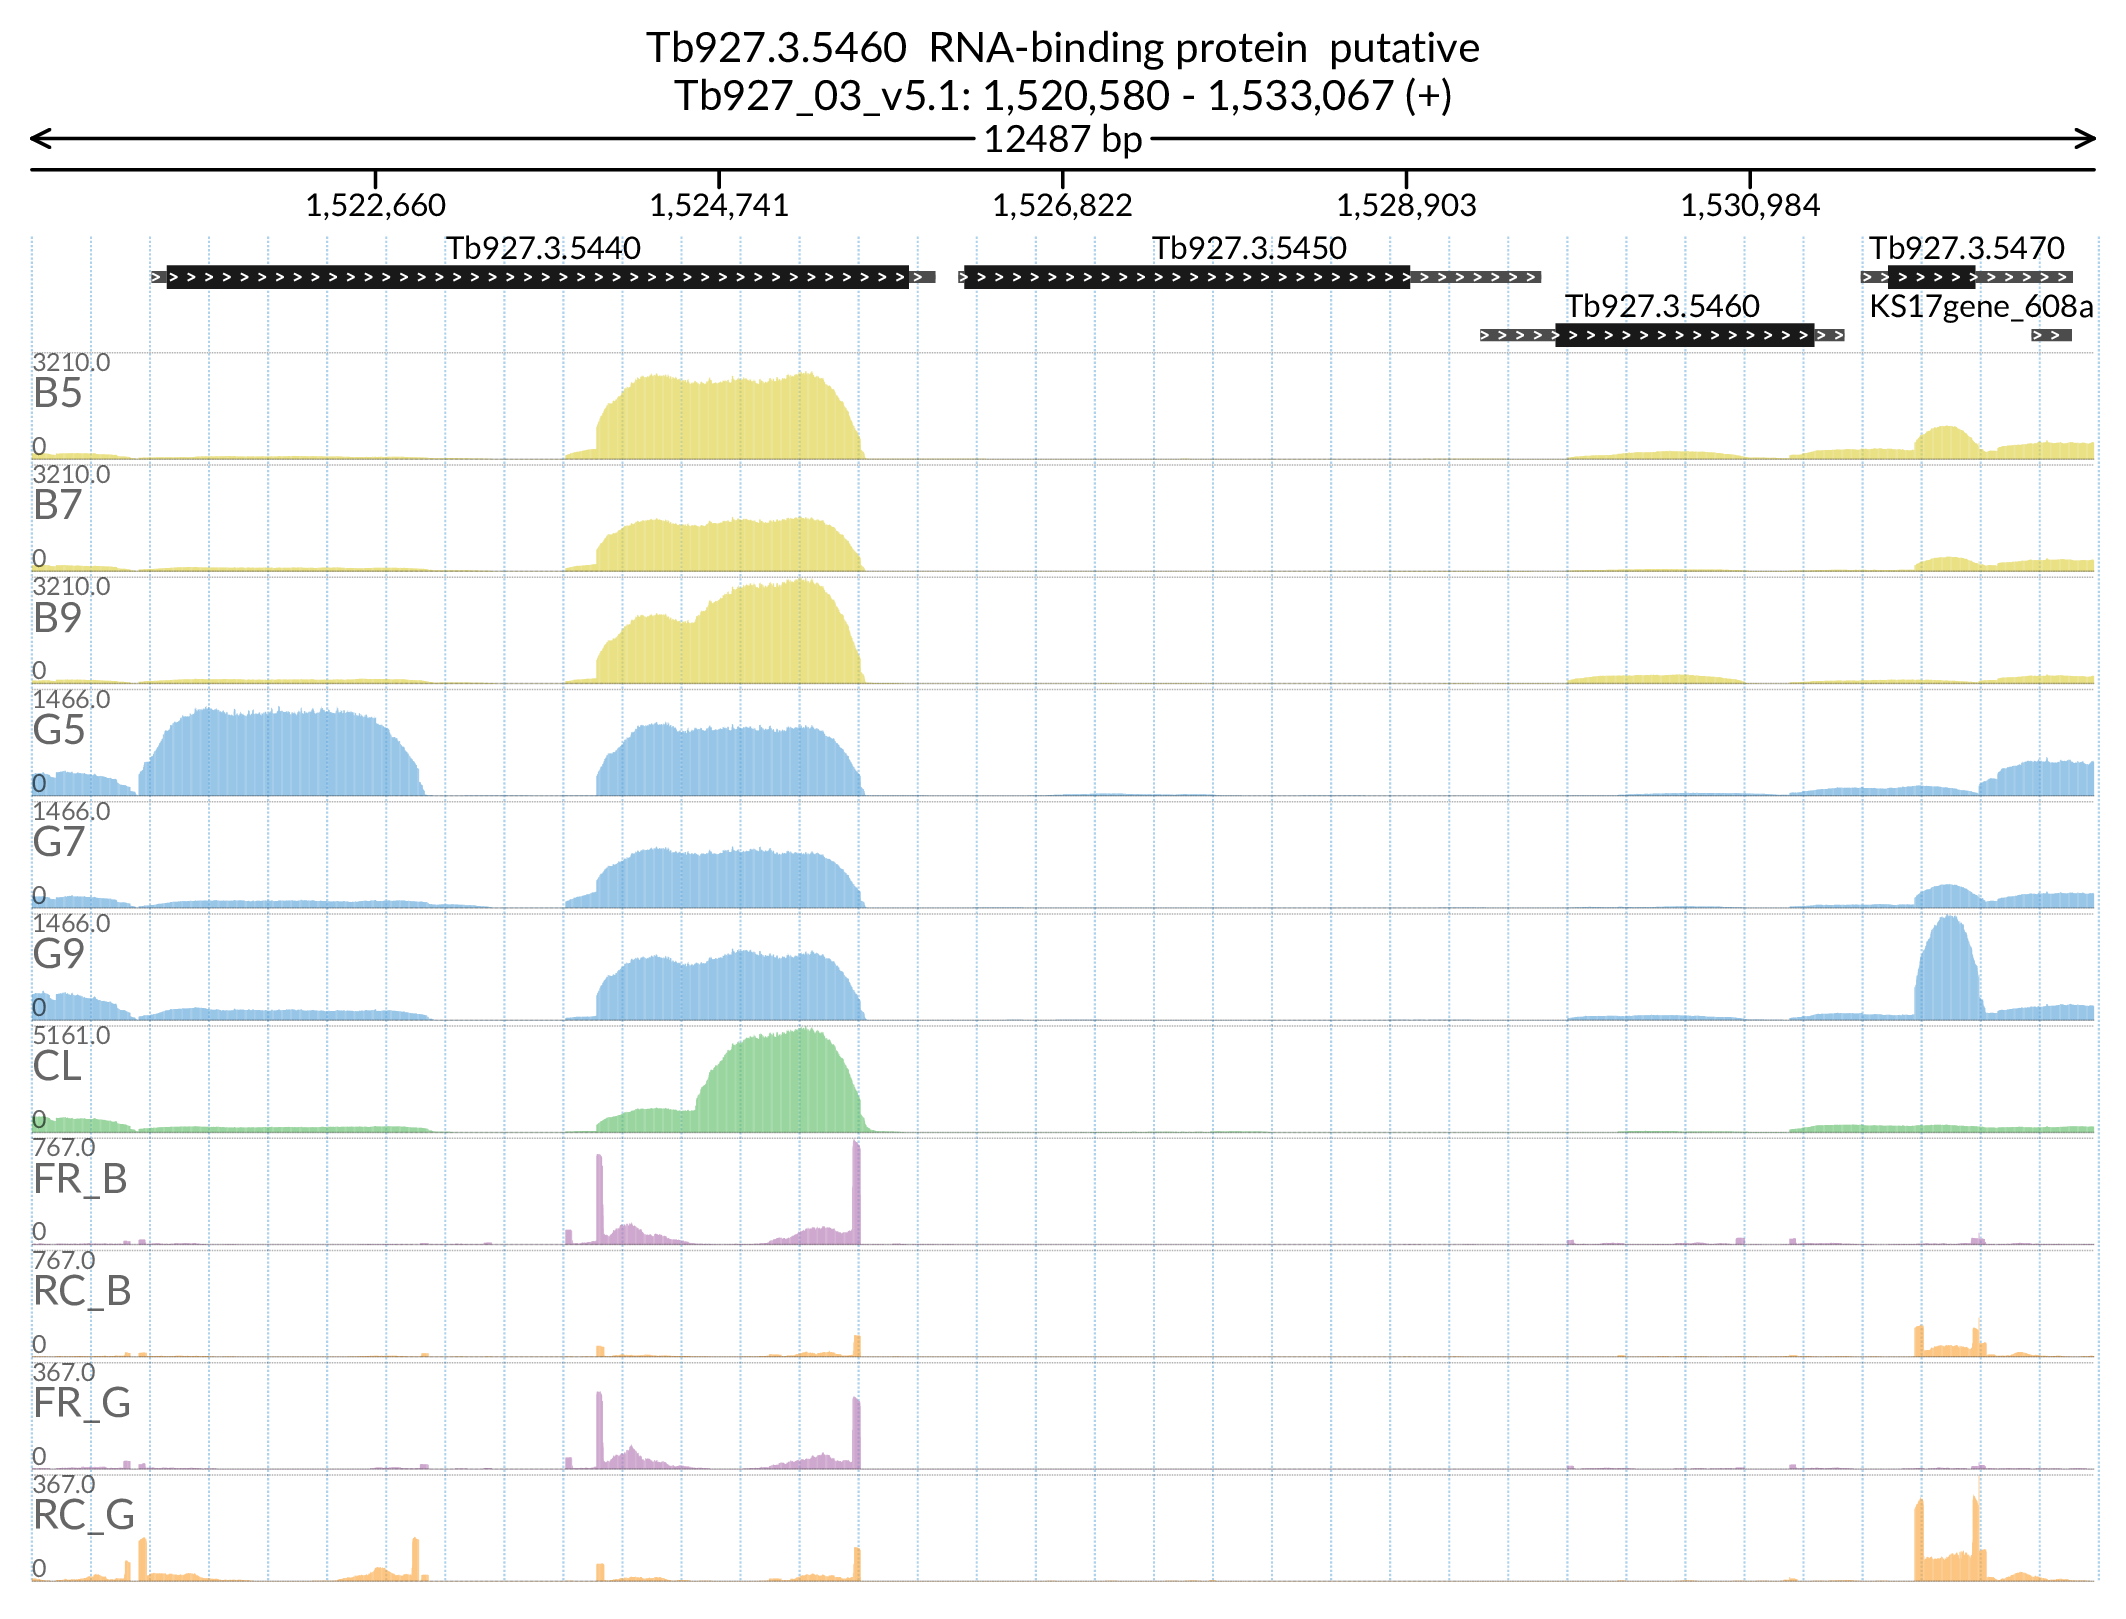 Tb927.3.5460  RNA-binding protein  putative
Tb927_03_v5.1: 1,520,580 - 1,533,067 (+)
12487 bp
1,522,660 1,524,741 1,526,822 1,528,903 1,530,984
Tb927.3.5440 Tb927.3.5450 Tb927.3.5470
Tb927.3.5460 KS17gene_608a
3210.0
B5
0
3210.0
B7
0
3210.0
B9
0
1466.0
G5
0
1466.0
G7
0
1466.0
G9
0
5161.0
CL
0
767.0
FR_B
0
767.0
RC_B
0
367.0
FR_G
0
367.0
RC_G
0